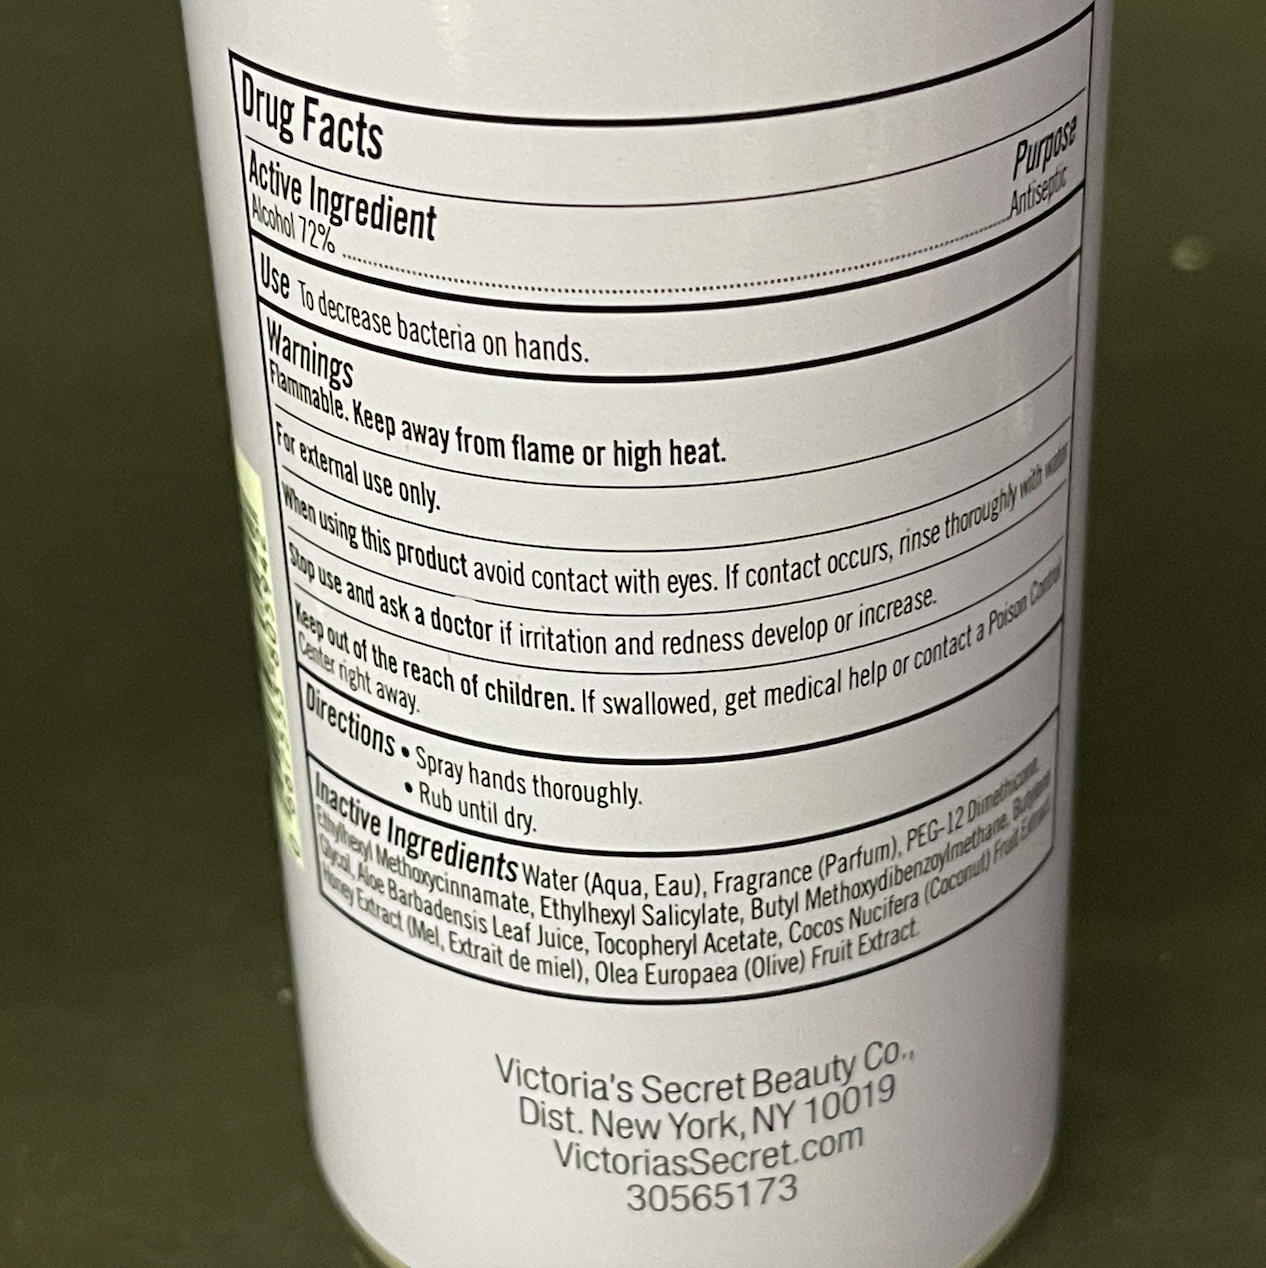 Drug Facts
Active Ingredient Purpose
Alcohol 72% Antiseptic
Use To decrease bacteria on hands.
Warnings
Flammable. Keep away from flame or high heat.
For external use only.
When using this product avoid contact with eyes. If contact occurs, rinse thoroughly with water
Stop use and ask a doctor if irritation and redness develop or increase.
Keep out of the reach of children. If swallowed, get medical help or contact a Poison Control
Center right away.
Directions • Spray hands thoroughly.
• Rub until dry.
Inactive Ingredients Water (Aqua, Eau), Fragrance (Parfum), PEG-12 Dimethicone,
Ethylhexyl Methoxycinnamate, Ethylhexyl Salicylate, Butyl Methoxydibenzoylmethane, Butylene
Glycol, Aloe Barbadensis Leaf Juice, Tocopheryl Acetate, Cocos Nucifera (Coconut) Fruit Extract
Honey Extract (Mel, Extrait de miel), Olea Europaea (Olive) Fruit Extract.
Victoria's Secret Beauty Co.,
Dist. New York, NY 10019
VictoriasSecret.com
30565173